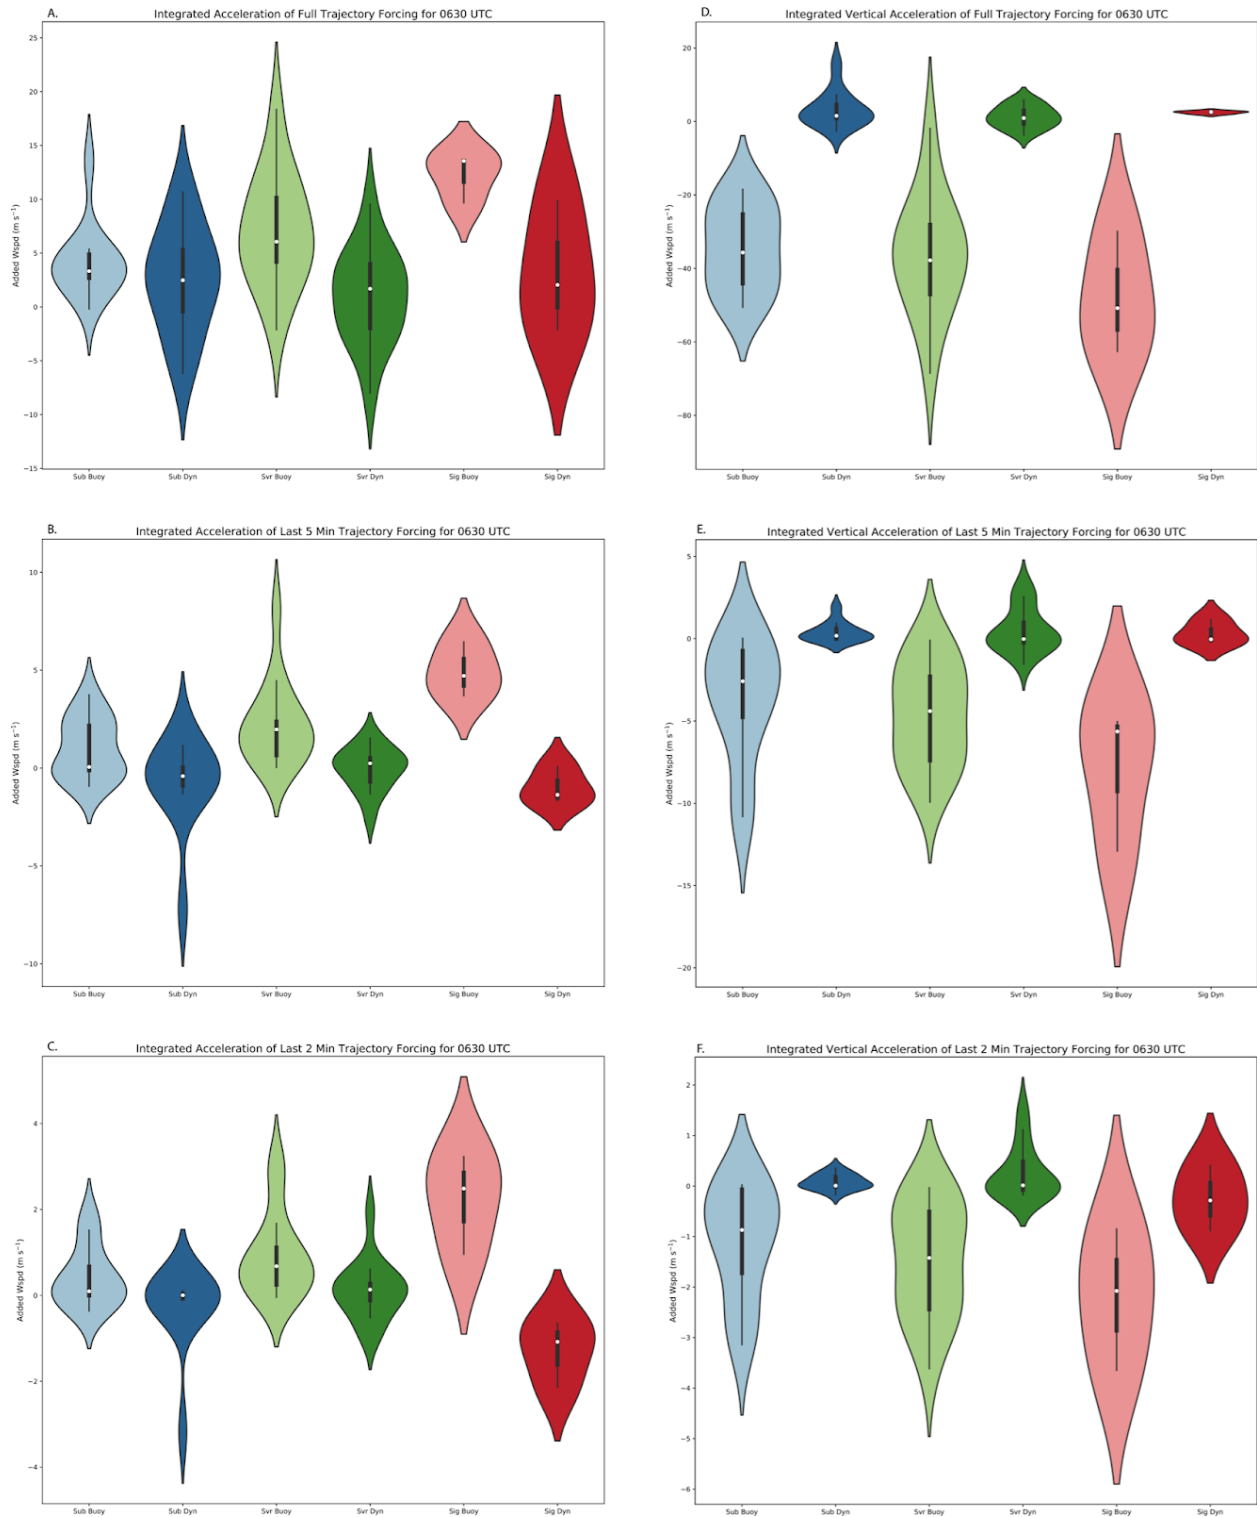 A.
Integrated Acceleration of Full Trajectory Forcing for 0630 UTC
25
20
15
10
5
0
−5
−10
−15
Added Wspd (m s⁻¹)
Sub Buoy Sub Dyn Svr Buoy Svr Dyn Sig Buoy Sig Dyn
D.
Integrated Vertical Acceleration of Full Trajectory Forcing for 0630 UTC
20
0
−20
−40
−60
−80
Added Wspd (m s⁻¹)
Sub Buoy Sub Dyn Svr Buoy Svr Dyn Sig Buoy Sig Dyn
B.
Integrated Acceleration of Last 5 Min Trajectory Forcing for 0630 UTC
10
5
0
−5
−10
Added Wspd (m s⁻¹)
Sub Buoy Sub Dyn Svr Buoy Svr Dyn Sig Buoy Sig Dyn
E.
Integrated Vertical Acceleration of Last 5 Min Trajectory Forcing for 0630 UTC
5
0
−5
−10
−15
−20
Added Wspd (m s⁻¹)
Sub Buoy Sub Dyn Svr Buoy Svr Dyn Sig Buoy Sig Dyn
C.
Integrated Acceleration of Last 2 Min Trajectory Forcing for 0630 UTC
4
2
0
−2
−4
Added Wspd (m s⁻¹)
Sub Buoy Sub Dyn Svr Buoy Svr Dyn Sig Buoy Sig Dyn
F.
Integrated Vertical Acceleration of Last 2 Min Trajectory Forcing for 0630 UTC
2
1
0
−1
−2
−3
−4
−5
−6
Added Wspd (m s⁻¹)
Sub Buoy Sub Dyn Svr Buoy Svr Dyn Sig Buoy Sig Dyn